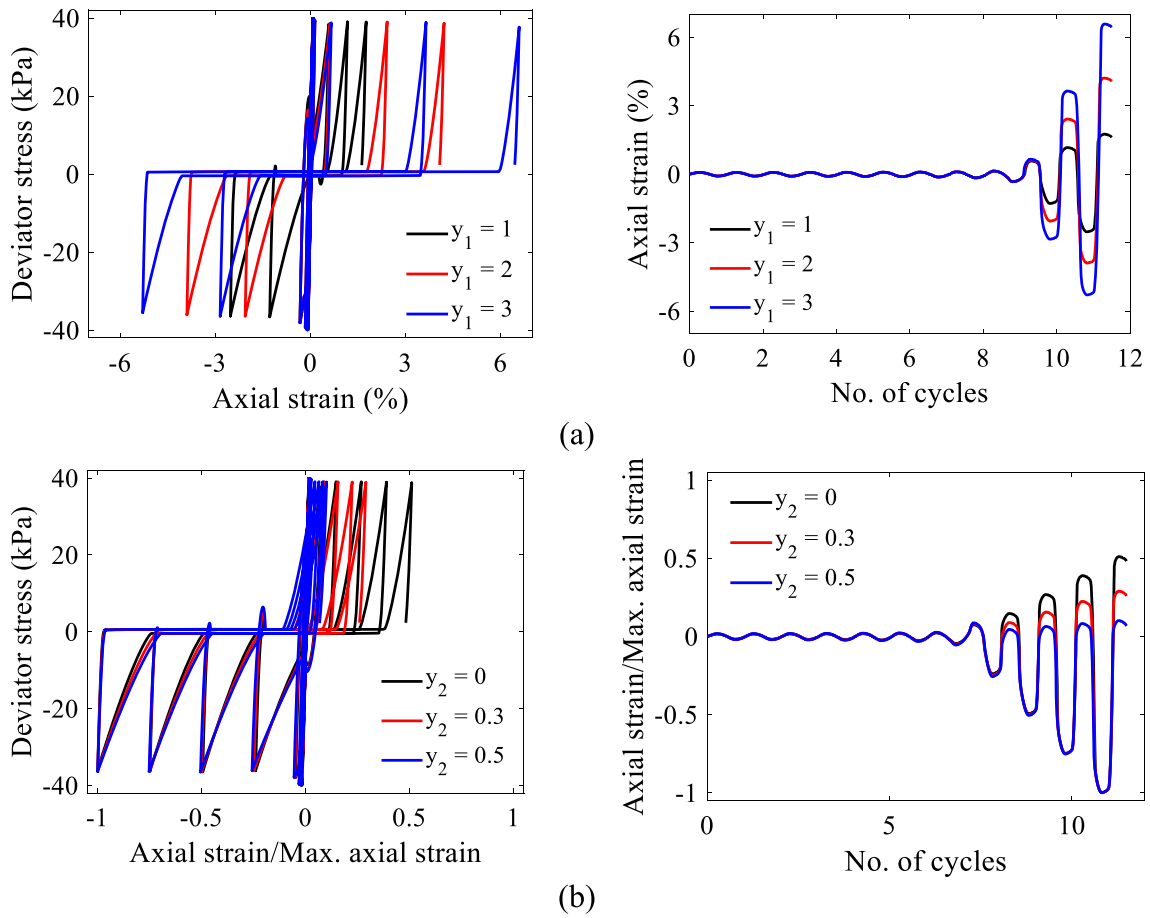 40
20
0
-20
-40
Deviator stress (kPa)
y1 = 1
y1 = 2
y1 = 3
-6
-3
0
3
6
Axial strain (%)
6
3
0
-3
-6
Axial strain (%)
y1 = 1
y1 = 2
y1 = 3
0
2
4
6
8
10
12
No. of cycles
(a)
40
20
0
-20
-40
Deviator stress (kPa)
y2 = 0
y2 = 0.3
y2 = 0.5
-1
-0.5
0
0.5
1
Axial strain/Max. axial strain
1
0.5
0
-0.5
-1
Axial strain/Max. axial strain
y2 = 0
y2 = 0.3
y2 = 0.5
0
5
10
No. of cycles
(b)